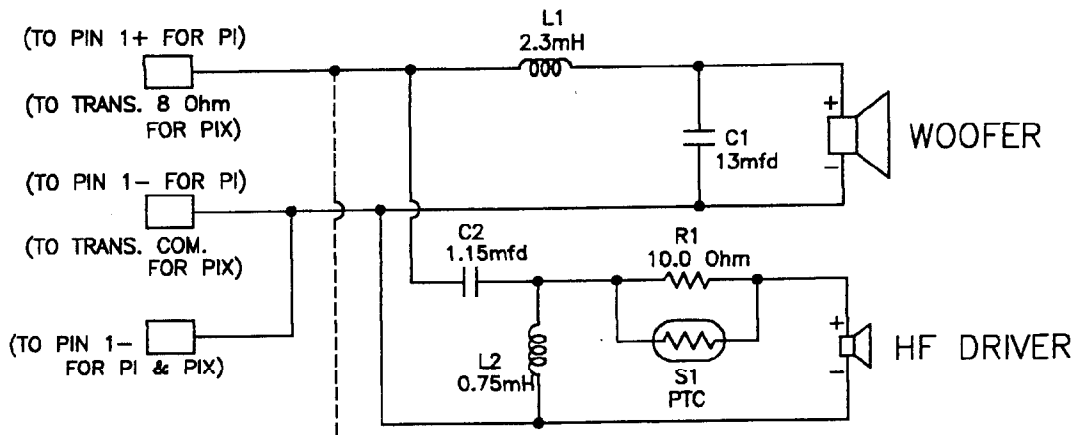 (TO PIN 1+ FOR PI)
(TO TRANS. 8 Ohm
FOR PIX)
L1
2.3mH
C1
13mfd
+
-
WOOFER
(TO PIN 1- FOR PI)
(TO TRANS. COM.
FOR PIX)
C2
1.15mfd
R1
10.0 Ohm
(TO PIN 1-
FOR PI & PIX)
L2
0.75mH
S1
PTC
+
-
HF DRIVER